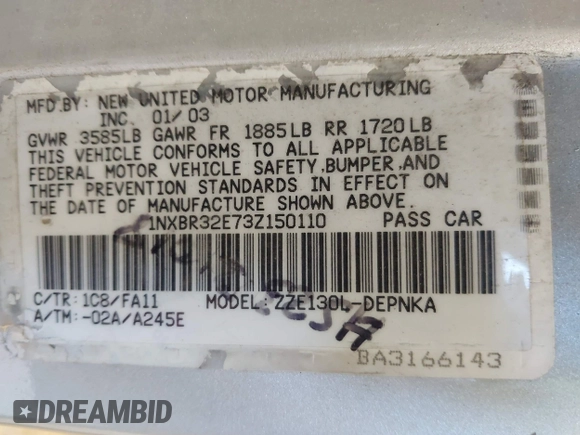 MFD.BY: NEW UNITED MOTOR MANUFACTURING
INC. 01/03
GVWR 3585LB GAWR FR 1885LB RR 1720LB
THIS VEHICLE CONFORMS TO ALL APPLICABLE
FEDERAL MOTOR VEHICLE SAFETY,BUMPER,AND
THEFT PREVENTION STANDARDS IN EFFECT ON
THE DATE OF MANUFACTURE SHOWN ABOVE.
1NXBR32E73Z150110 PASS CAR
C/TR: 1C8/FA11 MODEL: ZZE130L-DEPNKA
A/TM: -02A/A245E
BA3166143
DREAMBID